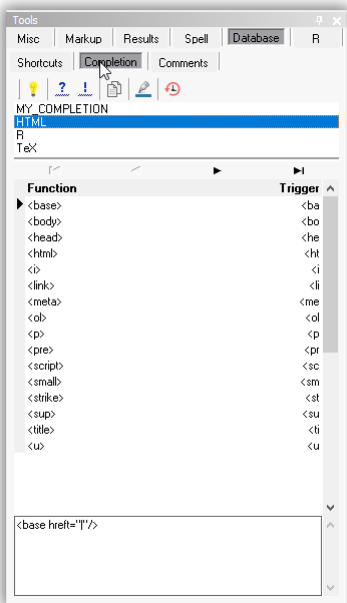 Tools
Misc Markup Results Spell Database R
Shortcuts Completion Comments
MY_COMPLETION
HTML
R
TeX
Function Trigger
<base> <ba
<body> <bo
<head> <he
<html> <ht
<i> <i
<link> <li
<meta> <me
<ol> <ol
<p> <p
<pre> <pr
<script> <sc
<small> <sm
<strike> <st
<sup> <su
<title> <ti
<u> <u
<base hreft="|"/>